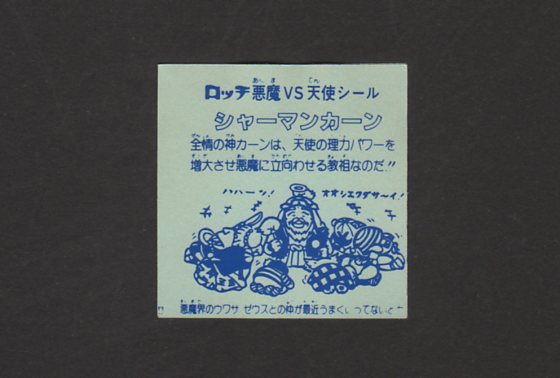 ロッチ悪魔VS天使シール
シャーマンカーン
全情の神カーンは、天使の理力パワーを
増大させ悪魔に立向わせる教祖なのだ!!
ハハーッ! オオシエクダサーイ!
悪魔界のウワサ ゼウスとの仲が最近うまくいってないと